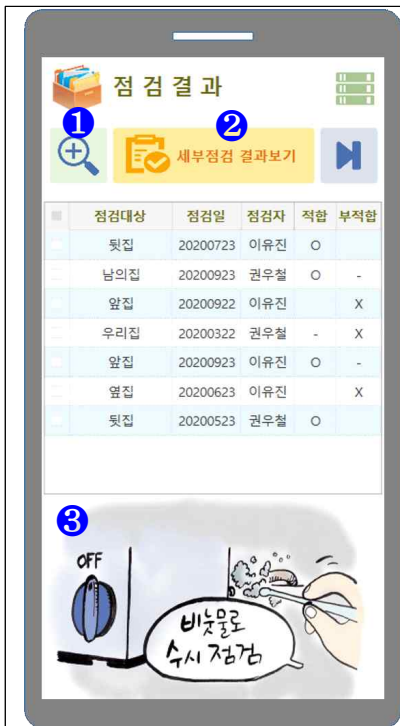 점검결과
1
2
세부점검 결과보기
점검대상 점검일 점검자 적합 부적합
뒷집 20200723 이유진 O
남의집 20200923 권우철 O -
앞집 20200922 이유진 X
우리집 20200322 권우철 - X
앞집 20200923 이유진 O -
옆집 20200623 이유진 X
뒷집 20200523 권우철 O
3
OFF
비눗물로
수시 점검